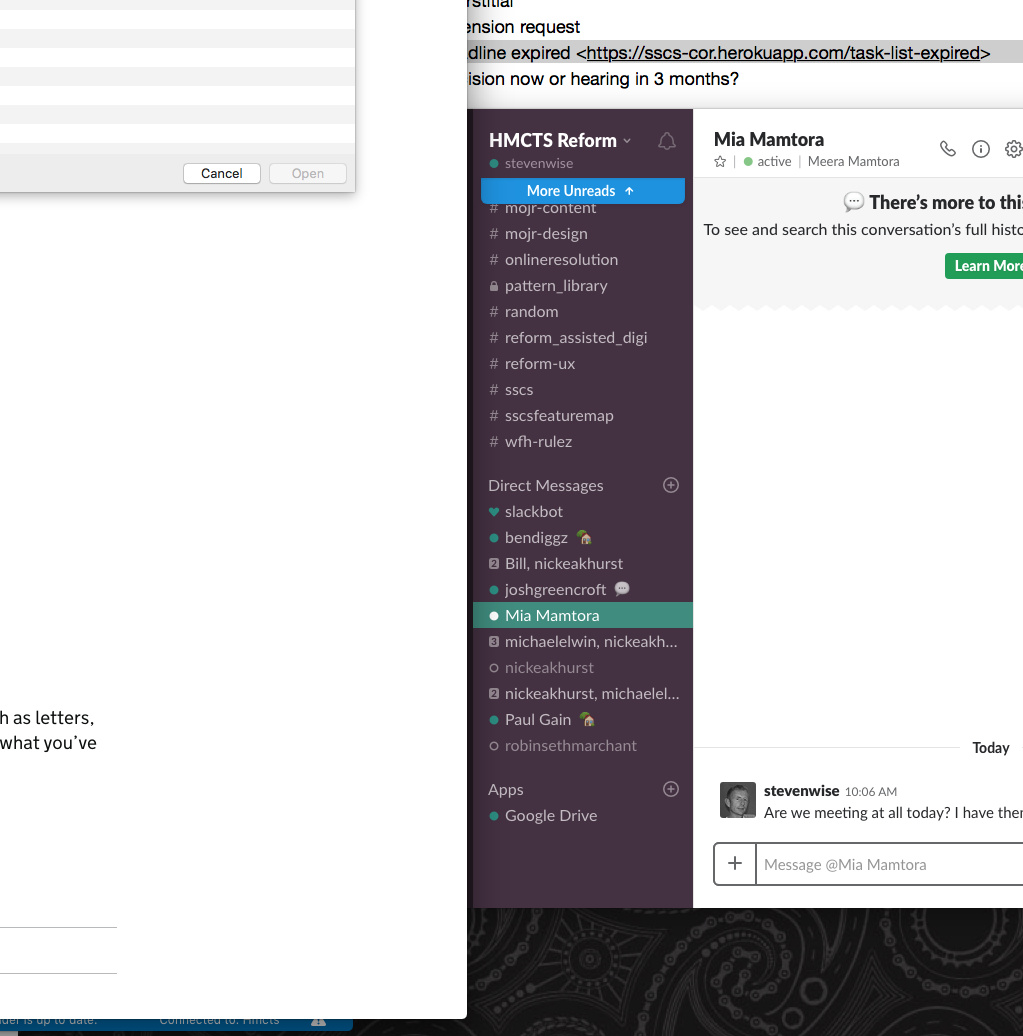 ension request
dline expired <https://sscs-cor.herokuapp.com/task-list-expired>
ision now or hearing in 3 months?
Cancel
Open
h as letters,
what you've
HMCTS Reform
stevenwise
More Unreads ↑
# mojr-content
# mojr-design
# onlineresolution
pattern_library
# random
# reform_assisted_digi
# reform-ux
# sscs
# sscsfeaturemap
# wfh-rulez
Direct Messages
slackbot
bendiggz
2 Bill, nickeakhurst
joshgreencroft
Mia Mamtora
3 michaelelwin, nickeakh...
nickeakhurst
2 nickeakhurst, michaelel...
Paul Gain
robinsethmarchant
Apps
Google Drive
Mia Mamtora
active | Meera Mamtora
There's more to thi
To see and search this conversation's full histo
Learn More
Today
stevenwise 10:06 AM
Are we meeting at all today? I have ther
+ Message @Mia Mamtora
der is up to date.
Connected to: Hmcts